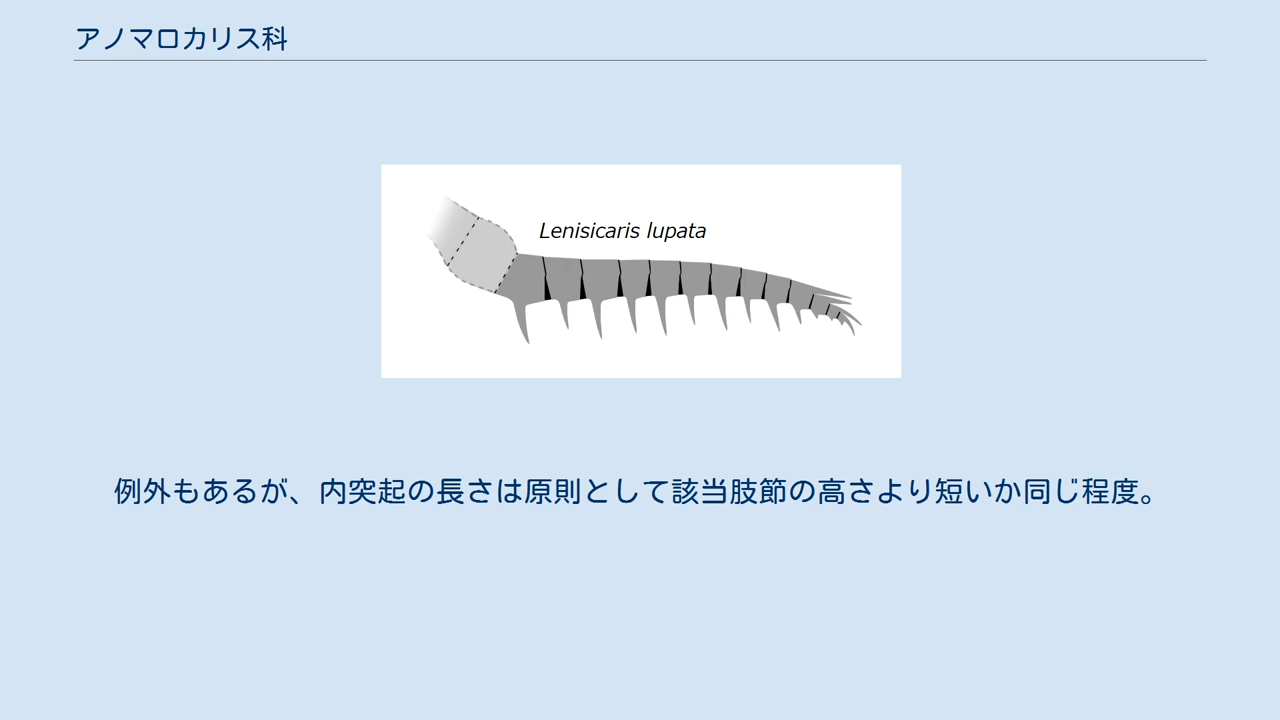 アノマロカリス科
Lenisicaris lupata
例外もあるが、内突起の長さは原則として該当肢節の高さより短いか同じ程度。